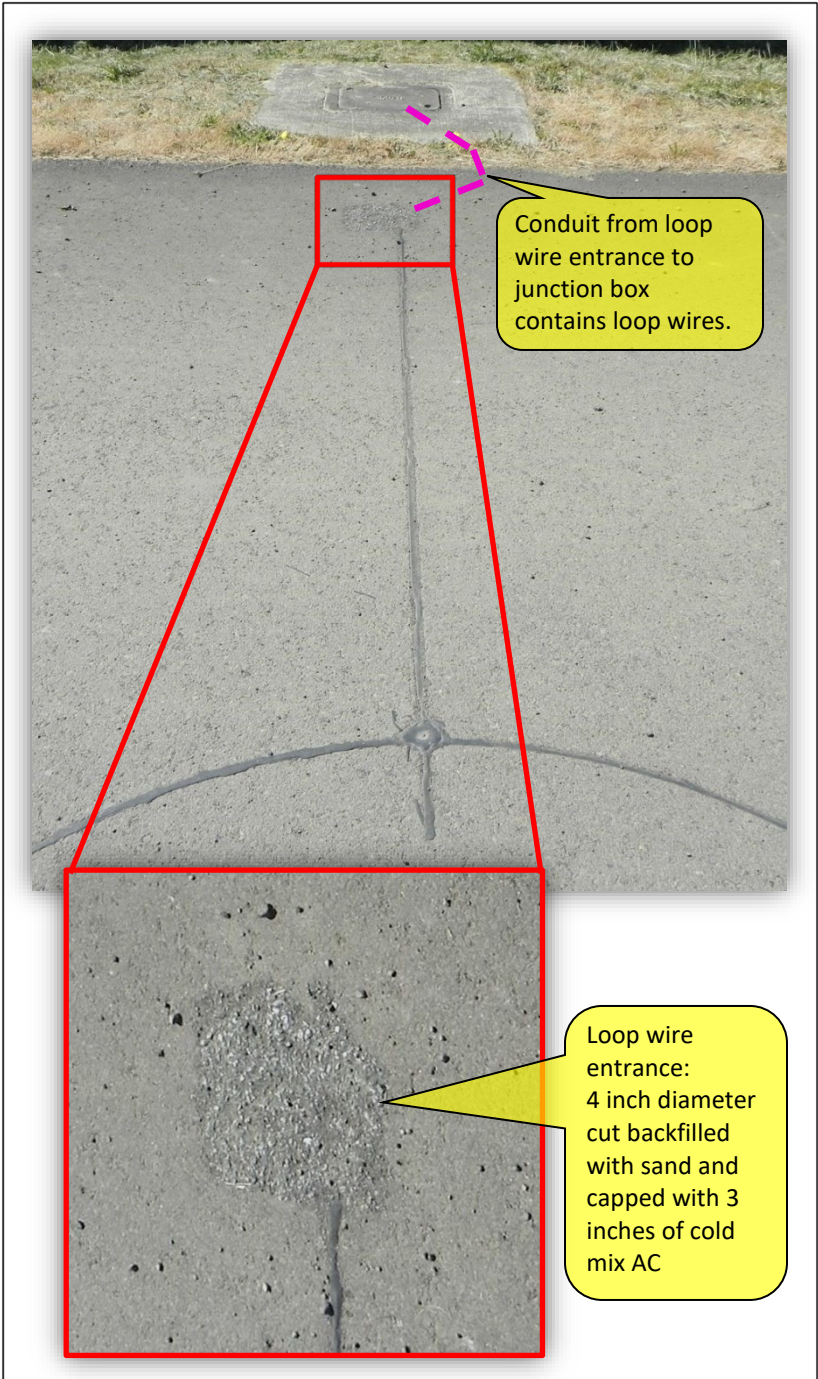 Conduit from loop
wire entrance to
junction box
contains loop wires.
Loop wire
entrance:
4 inch diameter
cut backfilled
with sand and
capped with 3
inches of cold
mix AC